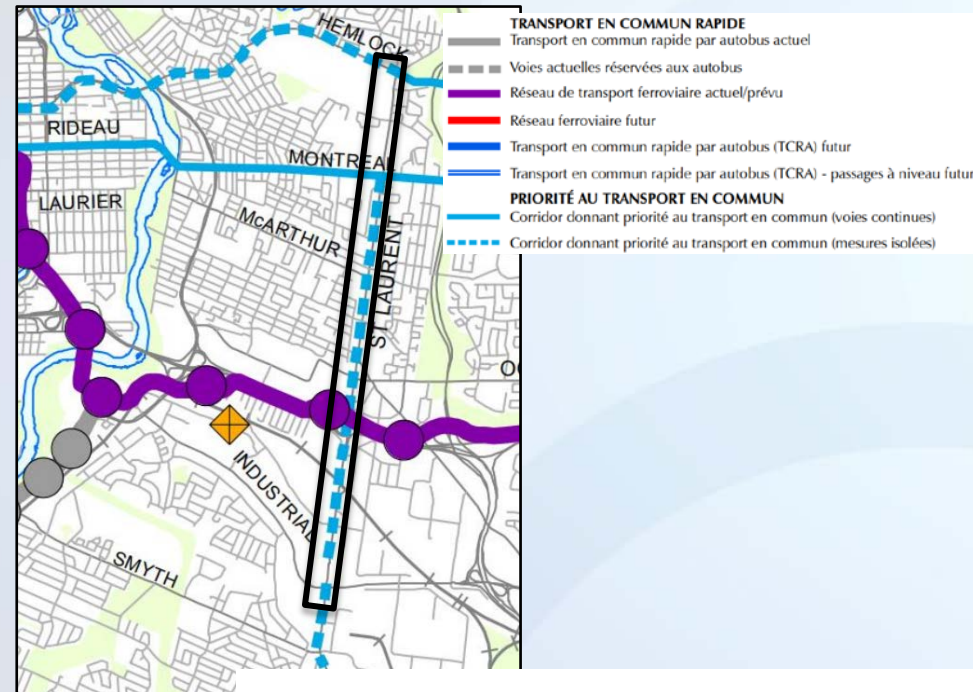 HEMLOCK
RIDEAU
MONTREAL
LAURIER
McARTHUR
ST LAURENT
INDUSTRIAL
SMYTH
TRANSPORT EN COMMUN RAPIDE
Transport en commun rapide par autobus actuel
Voies actuelles réservées aux autobus
Réseau de transport ferroviaire actuel/prévu
Réseau ferroviaire futur
Transport en commun rapide par autobus (TCRA) futur
Transport en commun rapide par autobus (TCRA) - passages à niveau futur
PRIORITÉ AU TRANSPORT EN COMMUN
Corridor donnant priorité au transport en commun (voies continues)
Corridor donnant priorité au transport en commun (mesures isolées)